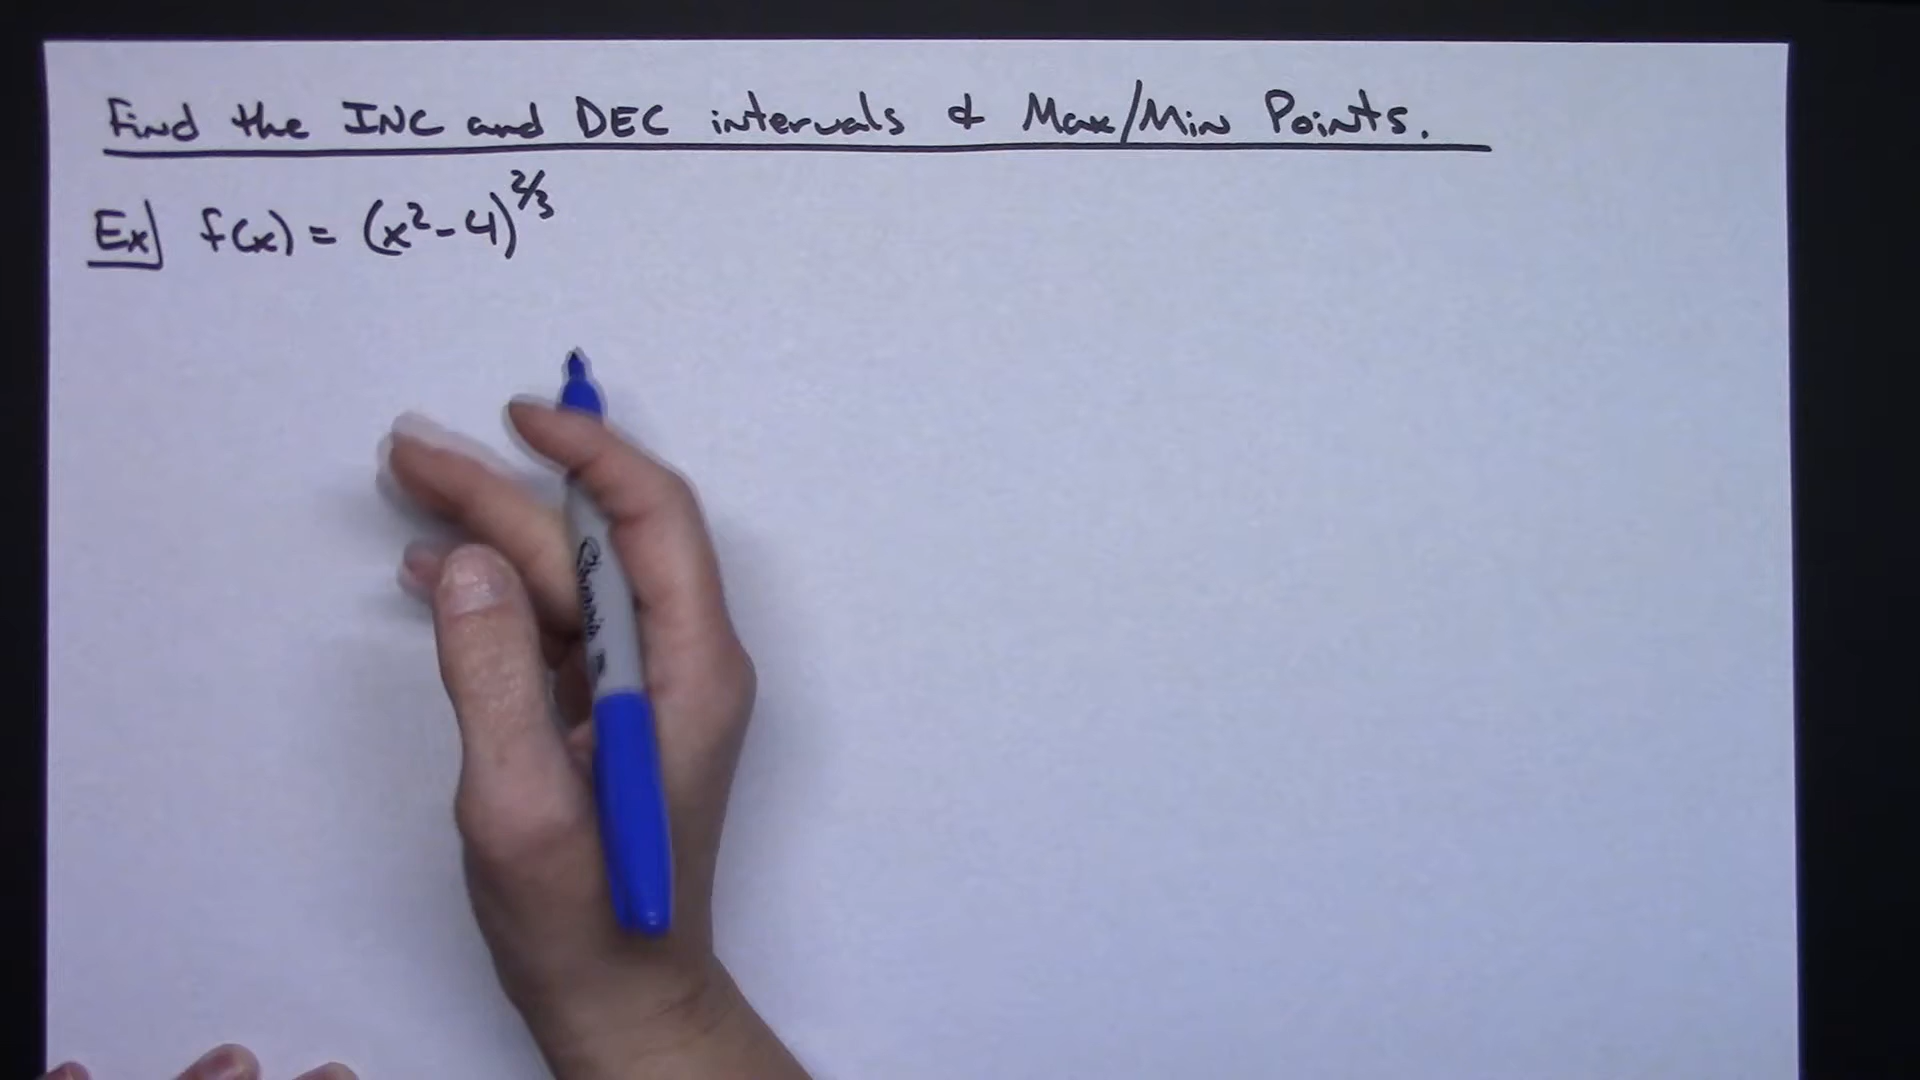 Find the INC and DEC intervals & Max/Min Points.
Ex] f(x) = (x²-4)^2/3